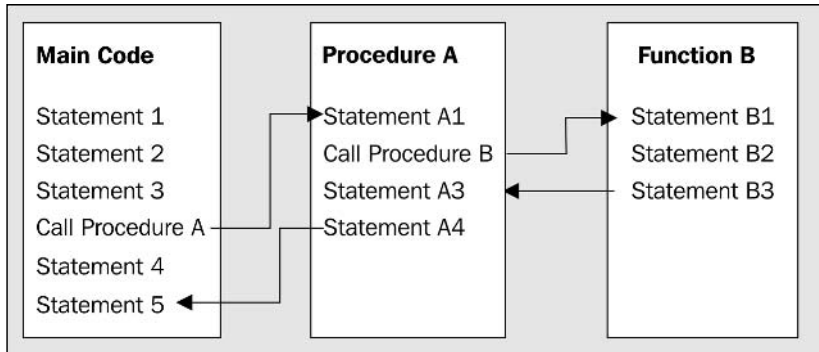 Main Code
Statement 1
Statement 2
Statement 3
Call Procedure A
Statement 4
Statement 5
Procedure A
Statement A1
Call Procedure B
Statement A3
Statement A4
Function B
Statement B1
Statement B2
Statement B3